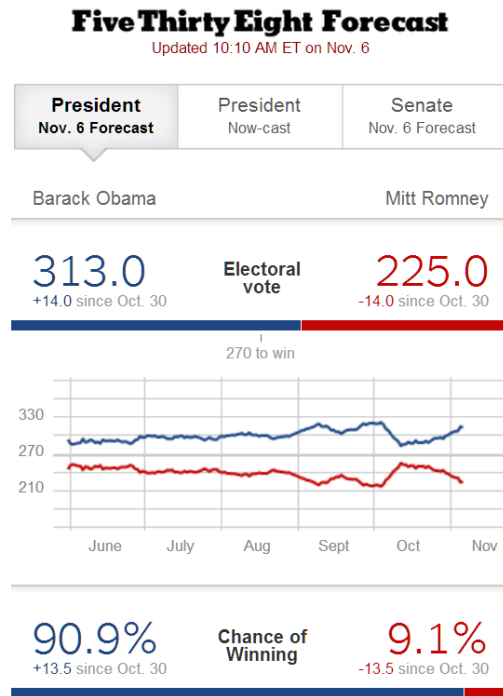 FiveThirtyEight Forecast
Updated 10:10 AM ET on Nov. 6
President President Senate
Nov. 6 Forecast Now-cast Nov. 6 Forecast
Barack Obama Mitt Romney
313.0 Electoral vote 225.0
+14.0 since Oct. 30 -14.0 since Oct. 30
270 to win
330
270
210
June July Aug Sept Oct Nov
90.9% Chance of Winning 9.1%
+13.5 since Oct. 30 -13.5 since Oct. 30